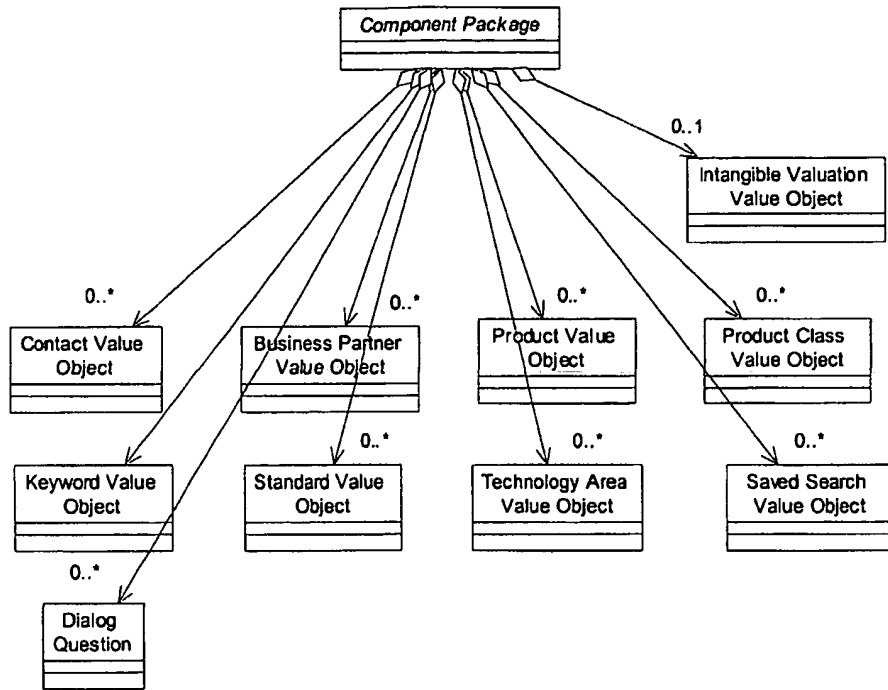 Component Package
0..1
Intangible Valuation
Value Object
0..*
0..*
0..*
0..*
Contact Value
Object
Business Partner
Value Object
Product Value
Object
Product Class
Value Object
0..*
0..*
0..*
Keyword Value
Object
Standard Value
Object
Technology Area
Value Object
Saved Search
Value Object
0..*
Dialog
Question